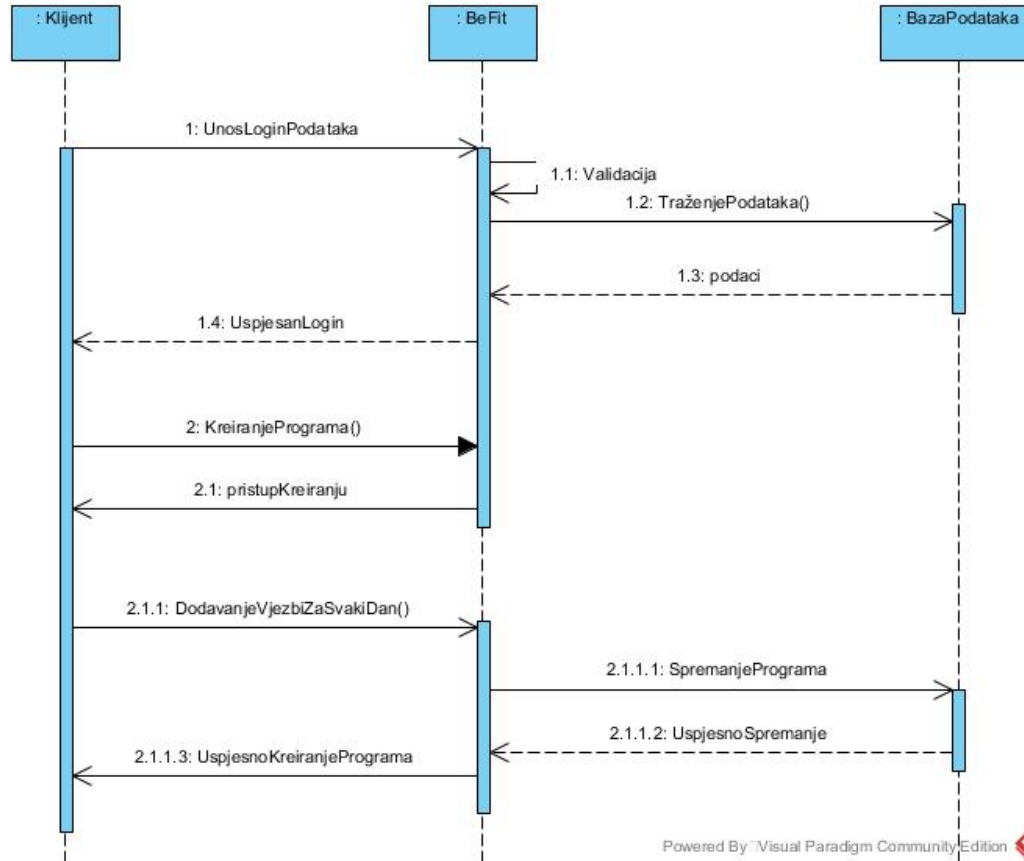 : Klijent
: BeFit
: BazaPodataka
1: UnosLoginPodataka
1.1: Validacija
1.2: TraženjePodataka()
1.3: podaci
1.4: UspjesanLogin
2: KreiranjePrograma()
2.1: pristupKreiranju
2.1.1: DodavanjeVjezbiZaSvakiDan()
2.1.1.1: SpremanjePrograma
2.1.1.2: UspjesnoSpremanje
2.1.1.3: UspjesnoKreiranjePrograma
Powered By Visual Paradigm Community Edition